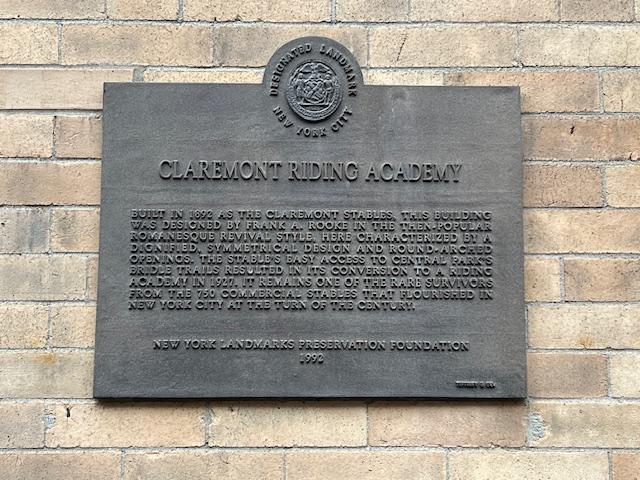 DESIGNATED LANDMARK
NEW YORK CITY
CLAREMONT RIDING ACADEMY
BUILT IN 1892 AS THE CLAREMONT STABLES, THIS BUILDING
WAS DESIGNED BY FRANK A. ROOKE IN THE THEN-POPULAR
ROMANESQUE REVIVAL STYLE, HERE CHARACTERIZED BY A
DIGNIFIED, SYMMETRICAL DESIGN AND ROUND-ARCHED
OPENINGS. THE STABLE'S EASY ACCESS TO CENTRAL PARK'S
BRIDLE TRAILS RESULTED IN ITS CONVERSION TO A RIDING
ACADEMY IN 1927. IT REMAINS ONE OF THE RARE SURVIVORS
FROM THE 750 COMMERCIAL STABLES THAT FLOURISHED IN
NEW YORK CITY AT THE TURN OF THE CENTURY.
NEW YORK LANDMARKS PRESERVATION FOUNDATION
1992
TIFFANY & CO.